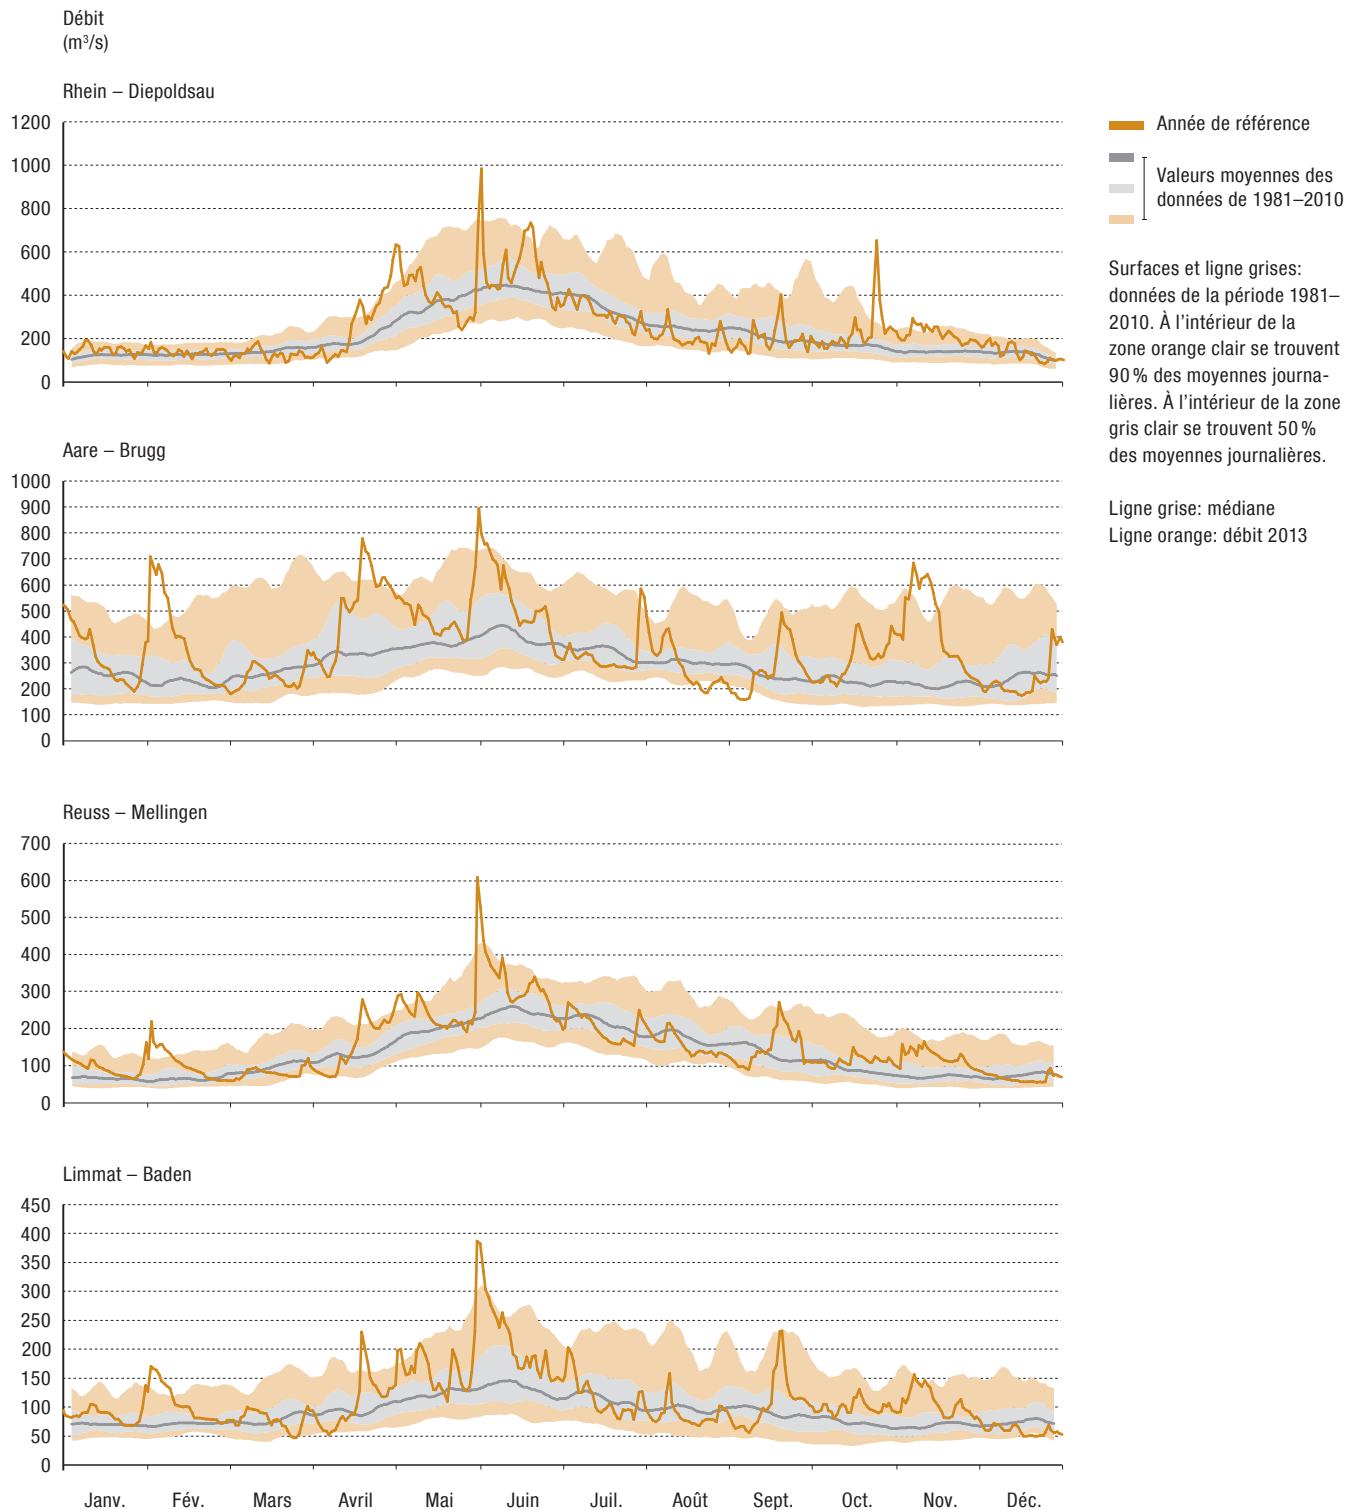 Débit
(m³/s)
Rhein – Diepoldsau
1200
1000
800
600
400
200
0
Année de référence
Valeurs moyennes des
données de 1981–2010
Surfaces et ligne grises:
données de la période 1981–
2010. À l'intérieur de la
zone orange clair se trouvent
90 % des moyennes journa-
lières. À l'intérieur de la zone
gris clair se trouvent 50 %
des moyennes journalières.
Ligne grise: médiane
Ligne orange: débit 2013
Aare – Brugg
1000
900
800
700
600
500
400
300
200
100
0
Reuss – Mellingen
700
600
500
400
300
200
100
0
Limmat – Baden
450
400
350
300
250
200
150
100
50
0
Janv. Fév. Mars Avril Mai Juin Juil. Août Sept. Oct. Nov. Déc.